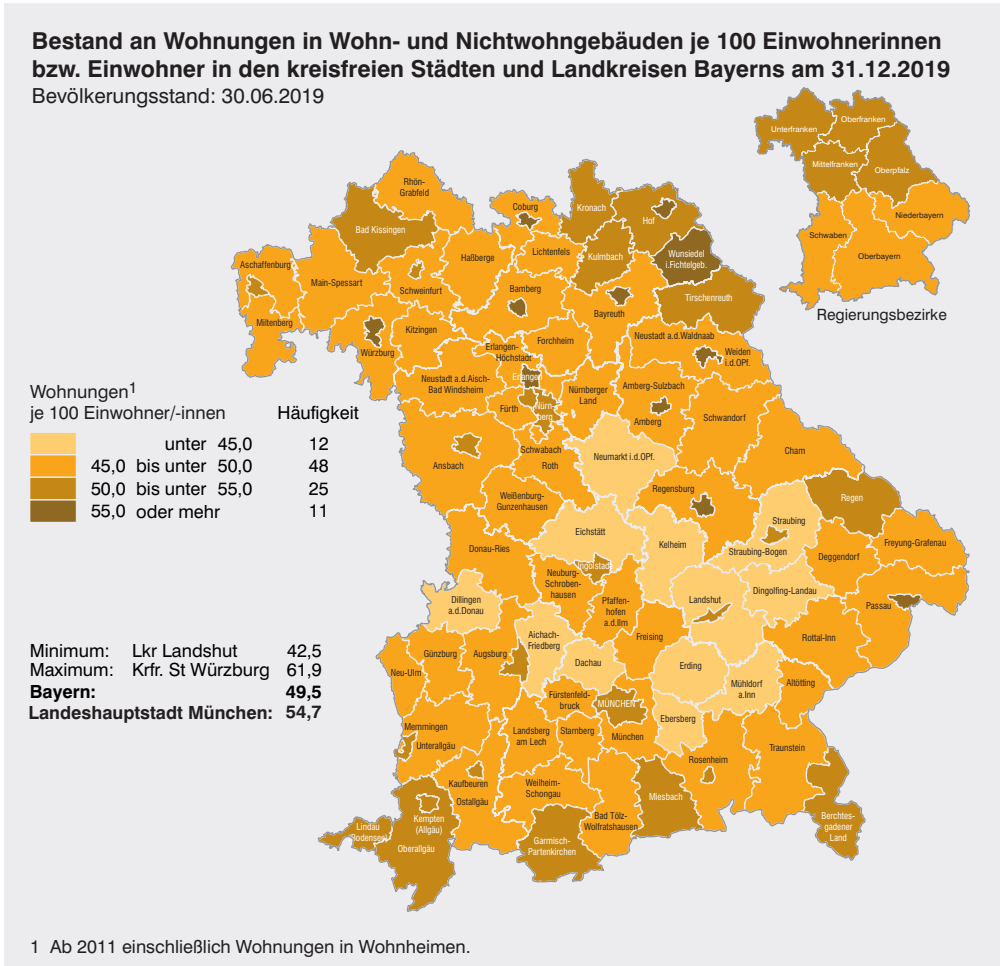 Bestand an Wohnungen in Wohn- und Nichtwohngebäuden je 100 Einwohnerinnen
bzw. Einwohner in den kreisfreien Städten und Landkreisen Bayerns am 31.12.2019
Bevölkerungsstand: 30.06.2019
Unterfranken
Oberfranken
Mittelfranken
Oberpfalz
Niederbayern
Schwaben
Oberbayern
Regierungsbezirke
Rhön-
Grabfeld
Bad Kissingen
Coburg
Kronach
Hof
Aschaffenburg
Main-Spessart
Haßberge
Lichtenfels
Kulmbach
Wunsiedel
i.Fichtelgeb.
Schweinfurt
Bamberg
Tirschenreuth
Miltenberg
Bayreuth
Würzburg
Kitzingen
Forchheim
Neustadt a.d.Waldnaab
Weiden
i.d.OPf.
Erlangen-
Höchstadt
Erlangen
Neustadt a.d.Aisch-
Bad Windsheim
Fürth
Nürn-
berg
Nürnberger
Land
Amberg-Sulzbach
Amberg
Schwandorf
Ansbach
Schwabach
Roth
Neumarkt i.d.OPf.
Cham
Weißenburg-
Gunzenhausen
Regensburg
Regen
Straubing
Eichstätt
Kelheim
Straubing-Bogen
Deggendorf
Freyung-Grafenau
Donau-Ries
Ingolstadt
Neuburg-
Schroben-
hausen
Dillingen
a.d.Donau
Pfaffen-
hofen
a.d.Ilm
Landshut
Dingolfing-Landau
Passau
Aichach-
Friedberg
Freising
Rottal-Inn
Günzburg
Augsburg
Neu-Ulm
Dachau
Erding
Mühldorf
a.Inn
Altötting
Fürstenfeld-
bruck
MÜNCHEN
Ebersberg
Memmingen
Unterallgäu
Landsberg
am Lech
Starnberg
München
Traunstein
Rosenheim
Kaufbeuren
Ostallgäu
Weilheim-
Schongau
Miesbach
Bad Tölz-
Wolfratshausen
Berchtes-
gadener
Land
Kempten
(Allgäu)
Lindau
(Bodensee)
Oberallgäu
Garmisch-
Partenkirchen
Wohnungen1
je 100 Einwohner/-innen Häufigkeit
unter 45,0 12
45,0 bis unter 50,0 48
50,0 bis unter 55,0 25
55,0 oder mehr 11
Minimum: Lkr Landshut 42,5
Maximum: Krfr. St Würzburg 61,9
Bayern: 49,5
Landeshauptstadt München: 54,7
1 Ab 2011 einschließlich Wohnungen in Wohnheimen.